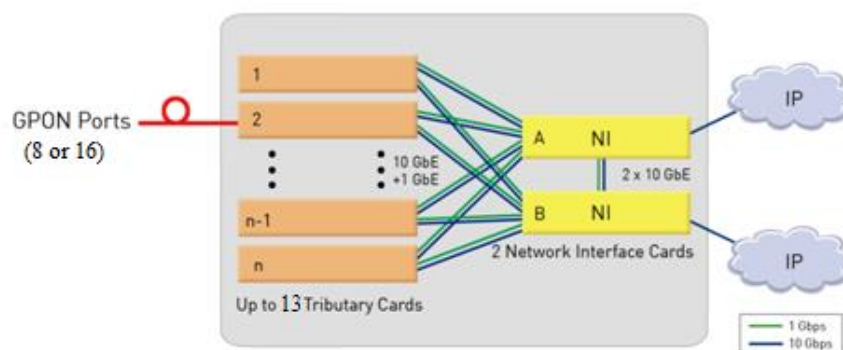 1
GPON Ports
(8 or 16)
2
10 GbE
+1 GbE
n-1
n
Up to 13 Tributary Cards
A NI
2 x 10 GbE
B NI
2 Network Interface Cards
IP
IP
1 Gbps
10 Gbps